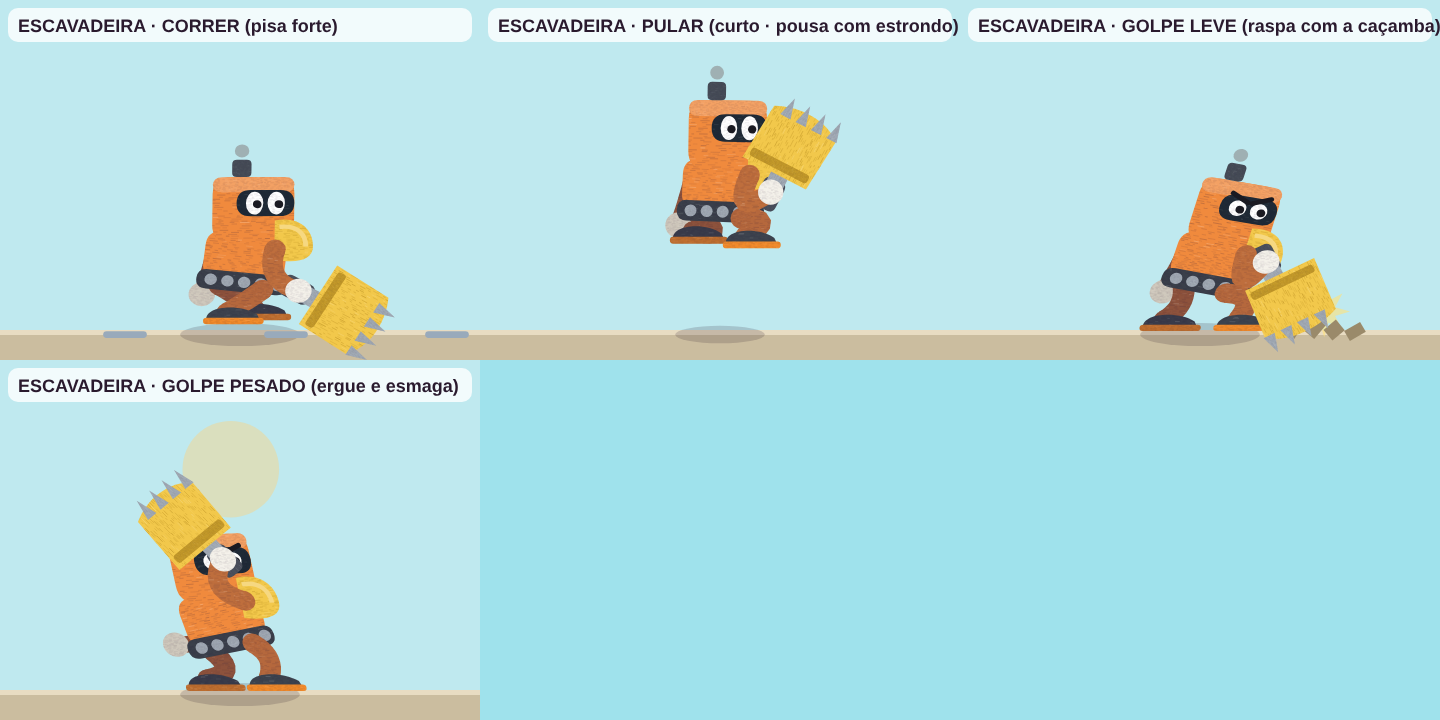 ESCAVADEIRA · CORRER (pisa forte)
ESCAVADEIRA · PULAR (curto · pousa com estrondo)
ESCAVADEIRA · GOLPE LEVE (raspa com a caçamba)
ESCAVADEIRA · GOLPE PESADO (ergue e esmaga)